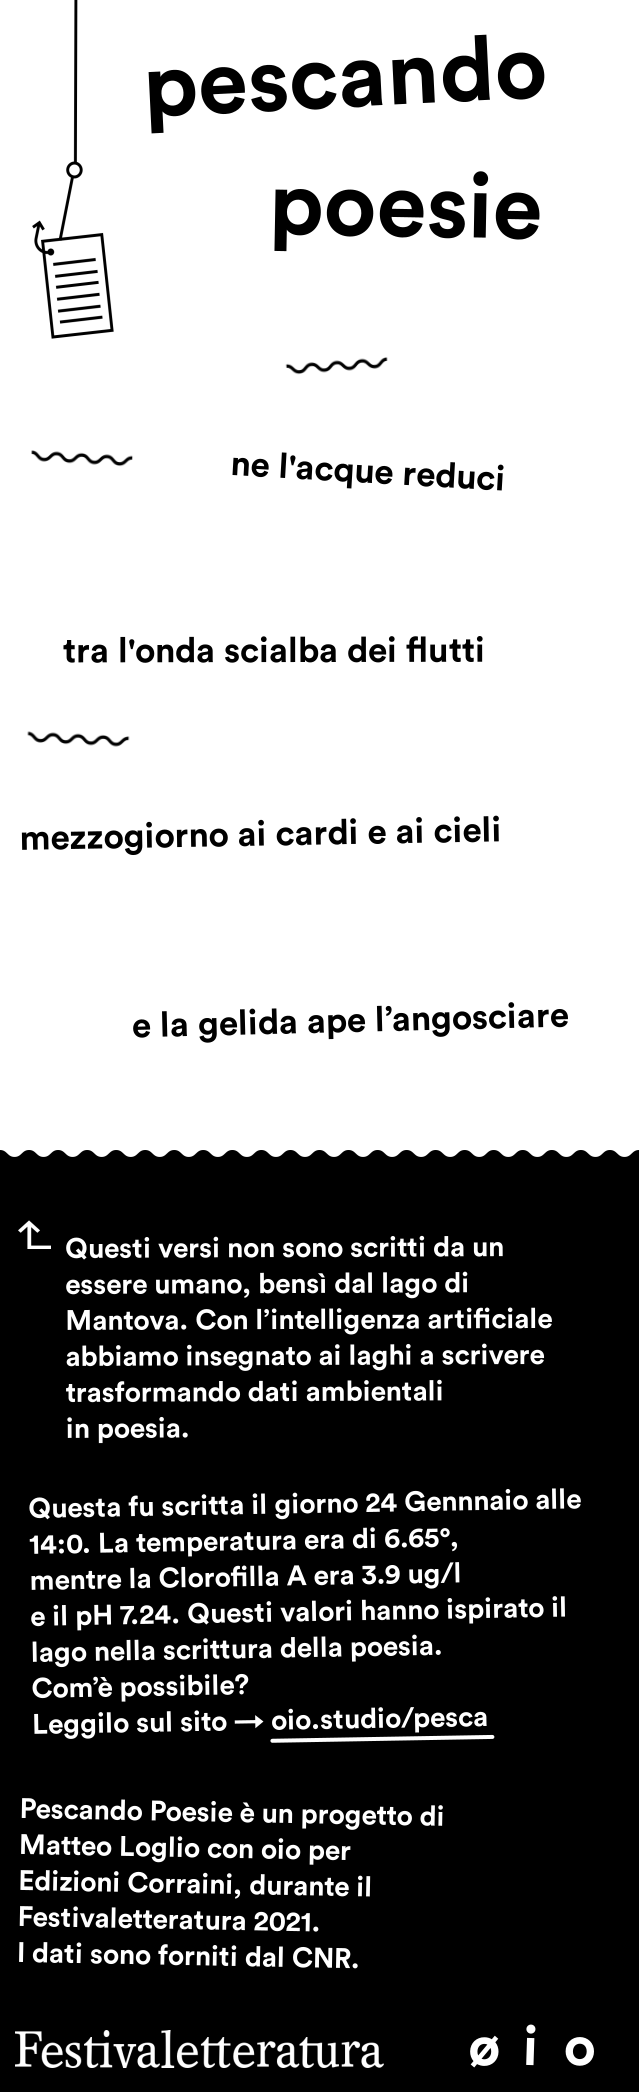 pescando
poesie
ne l'acque reduci
tra l'onda scialba dei flutti
mezzogiorno ai cardi e ai cieli
e la gelida ape l’angosciare
Questi versi non sono scritti da un
essere umano, bensì dal lago di
Mantova. Con l’intelligenza artificiale
abbiamo insegnato ai laghi a scrivere
trasformando dati ambientali
in poesia.
Questa fu scritta il giorno 24 Gennnaio alle
14:0. La temperatura era di 6.65°,
mentre la Clorofilla A era 3.9 ug/l
e il pH 7.24. Questi valori hanno ispirato il
lago nella scrittura della poesia.
Com’è possibile?
Leggilo sul sito → oio.studio/pesca
Pescando Poesie è un progetto di
Matteo Loglio con oio per
Edizioni Corraini, durante il
Festivaletteratura 2021.
I dati sono forniti dal CNR.
Festivaletteratura ø i o